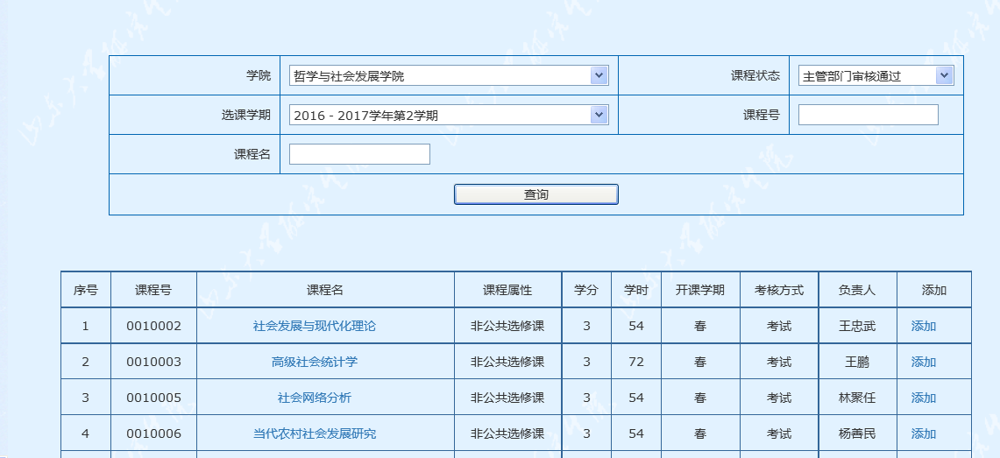 学院 哲学与社会发展学院 课程状态 主管部门审核通过
选课学期 2016 - 2017学年第2学期 课程号
课程名
查询
序号 课程号 课程名 课程属性 学分 学时 开课学期 考核方式 负责人 添加
1 0010002 社会发展与现代化理论 非公共选修课 3 54 春 考试 王忠武 添加
2 0010003 高级社会统计学 非公共选修课 3 72 春 考试 王鹏 添加
3 0010005 社会网络分析 非公共选修课 3 54 春 考试 林聚任 添加
4 0010006 当代农村社会发展研究 非公共选修课 3 54 春 考试 杨善民 添加